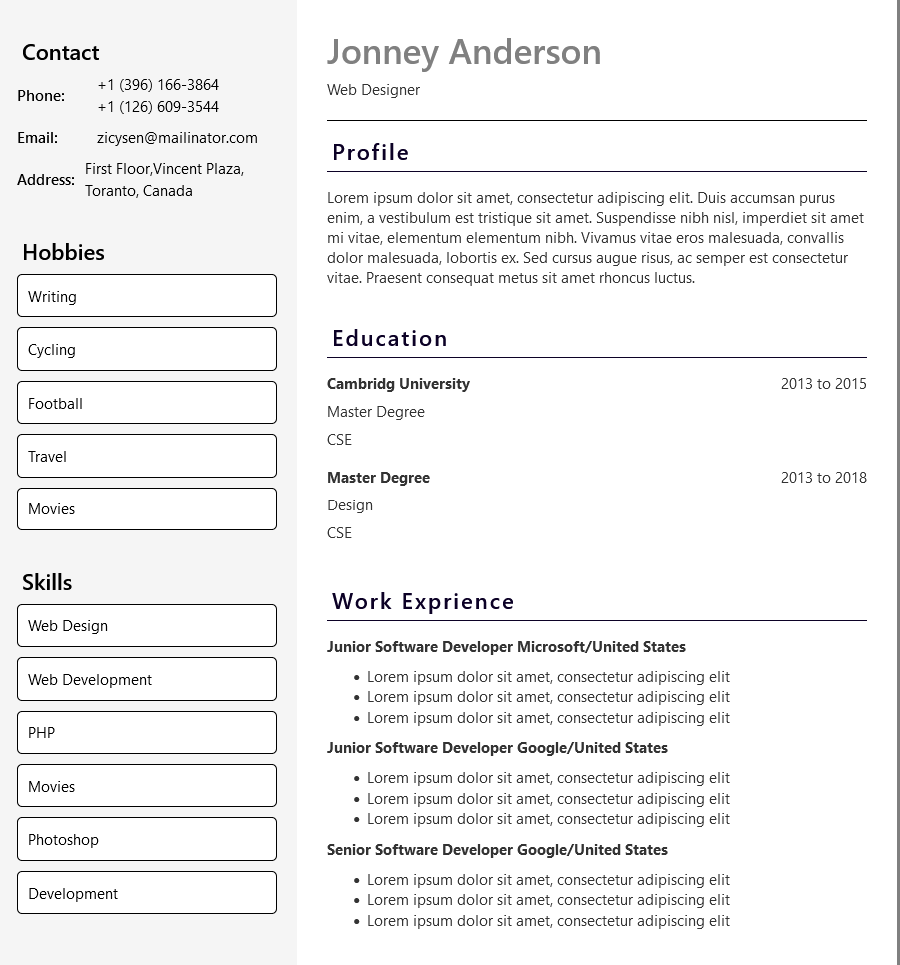 Contact
Phone:
+1 (396) 166-3864
+1 (126) 609-3544
Email:
zicysen@mailinator.com
Address:
First Floor,Vincent Plaza,
Toranto, Canada
Hobbies
Writing
Cycling
Football
Travel
Movies
Skills
Web Design
Web Development
PHP
Movies
Photoshop
Development
Jonney Anderson
Web Designer
Profile
Lorem ipsum dolor sit amet, consectetur adipiscing elit. Duis accumsan purus
enim, a vestibulum est tristique sit amet. Suspendisse nibh nisl, imperdiet sit amet
mi vitae, elementum elementum nibh. Vivamus vitae eros malesuada, convallis
dolor malesuada, lobortis ex. Sed cursus augue risus, ac semper est consectetur
vitae. Praesent consequat metus sit amet rhoncus luctus.
Education
Cambridg University 2013 to 2015
Master Degree
CSE
Master Degree 2013 to 2018
Design
CSE
Work Exprience
Junior Software Developer Microsoft/United States
• Lorem ipsum dolor sit amet, consectetur adipiscing elit
• Lorem ipsum dolor sit amet, consectetur adipiscing elit
• Lorem ipsum dolor sit amet, consectetur adipiscing elit
Junior Software Developer Google/United States
• Lorem ipsum dolor sit amet, consectetur adipiscing elit
• Lorem ipsum dolor sit amet, consectetur adipiscing elit
• Lorem ipsum dolor sit amet, consectetur adipiscing elit
Senior Software Developer Google/United States
• Lorem ipsum dolor sit amet, consectetur adipiscing elit
• Lorem ipsum dolor sit amet, consectetur adipiscing elit
• Lorem ipsum dolor sit amet, consectetur adipiscing elit